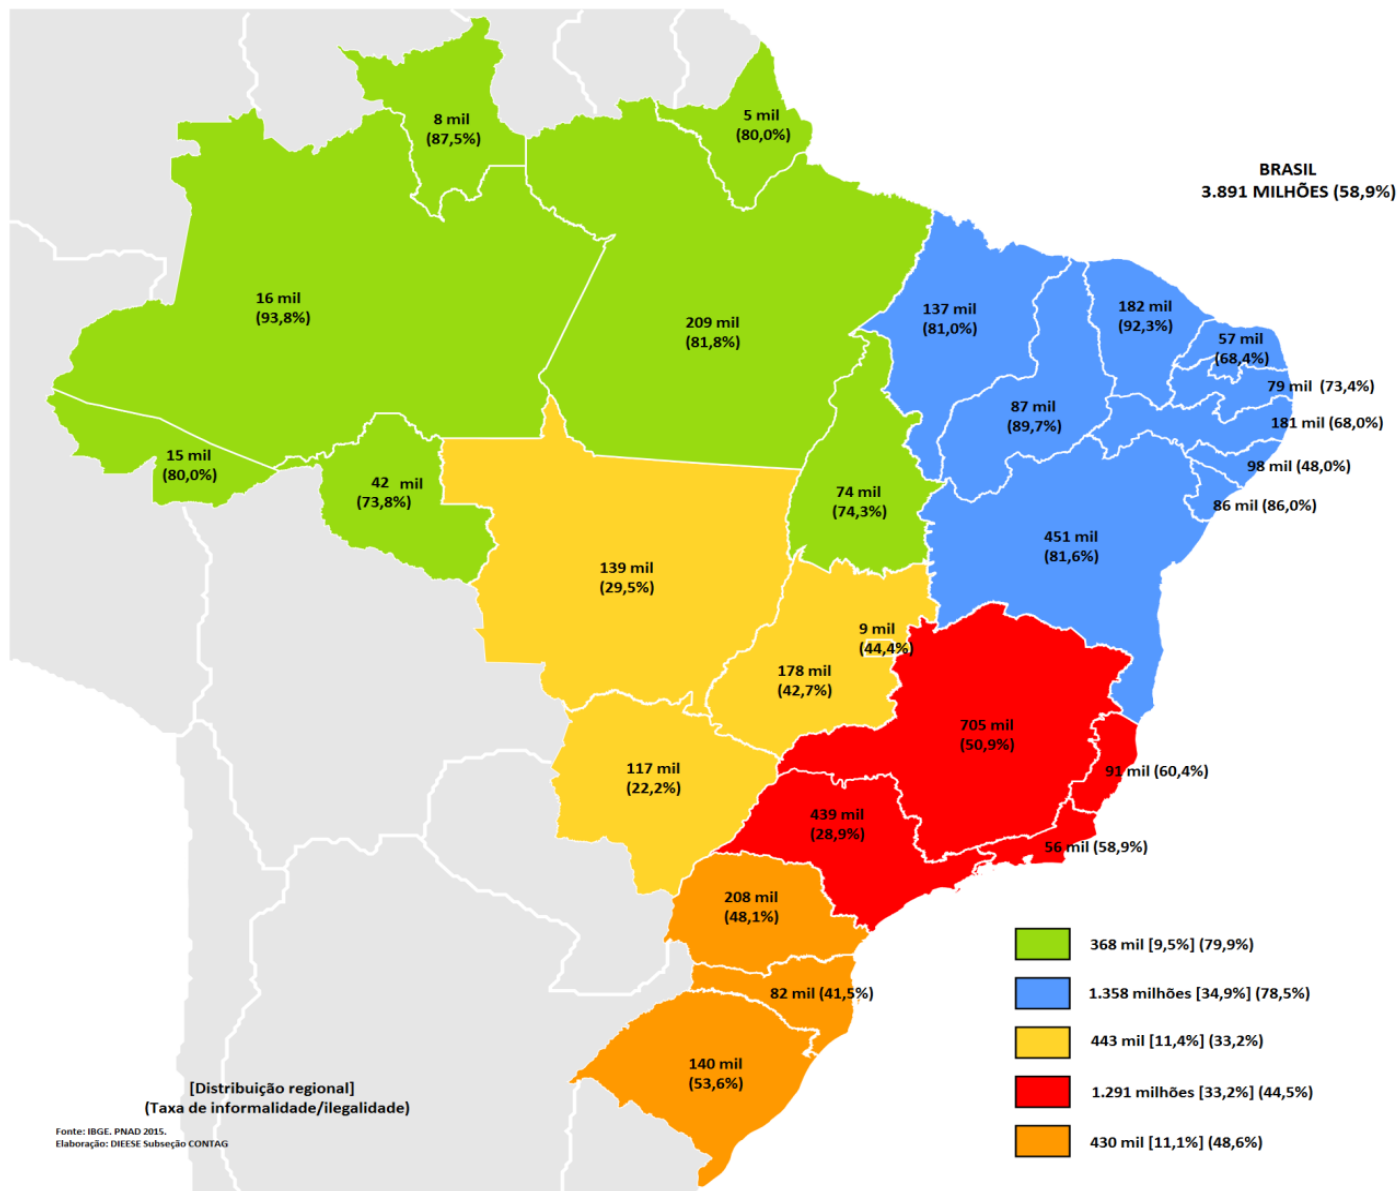 8 mil
(87,5%)
5 mil
(80,0%)
BRASIL
3.891 MILHÕES (58,9%)
16 mil
(93,8%)
209 mil
(81,8%)
137 mil
(81,0%)
182 mil
(92,3%)
57 mil
(68,4%)
79 mil (73,4%)
87 mil
(89,7%)
181 mil (68,0%)
15 mil
(80,0%)
42 mil
(73,8%)
98 mil (48,0%)
74 mil
(74,3%)
86 mil (86,0%)
451 mil
(81,6%)
139 mil
(29,5%)
9 mil
(44,4%)
178 mil
(42,7%)
705 mil
(50,9%)
117 mil
(22,2%)
91 mil (60,4%)
439 mil
(28,9%)
56 mil (58,9%)
208 mil
(48,1%)
82 mil (41,5%)
140 mil
(53,6%)
368 mil [9,5%] (79,9%)
1.358 milhões [34,9%] (78,5%)
443 mil [11,4%] (33,2%)
1.291 milhões [33,2%] (44,5%)
430 mil [11,1%] (48,6%)
[Distribuição regional]
(Taxa de informalidade/ilegalidade)
Fonte: IBGE. PNAD 2015.
Elaboração: DIEESE Subseção CONTAG